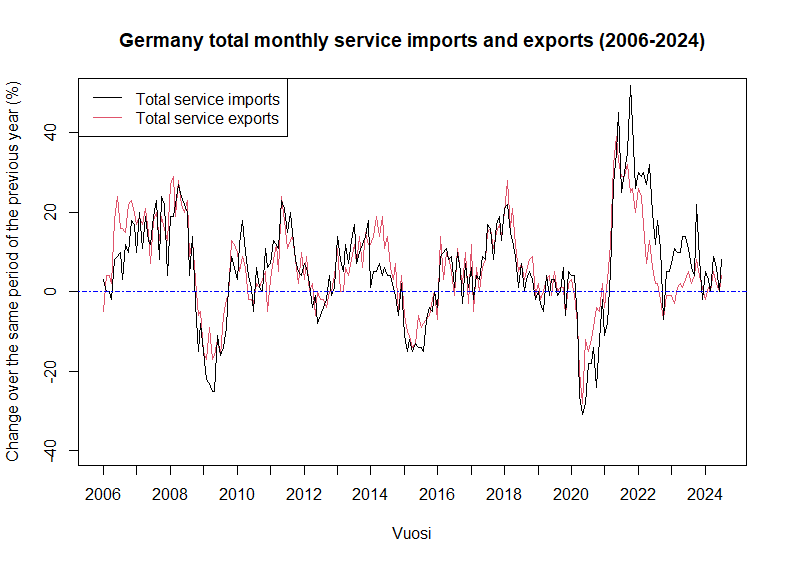 Germany total monthly service imports and exports (2006-2024)
Change over the same period of the previous year (%)
Total service imports
Total service exports
40
20
0
-20
-40
2006 2008 2010 2012 2014 2016 2018 2020 2022 2024
Vuosi